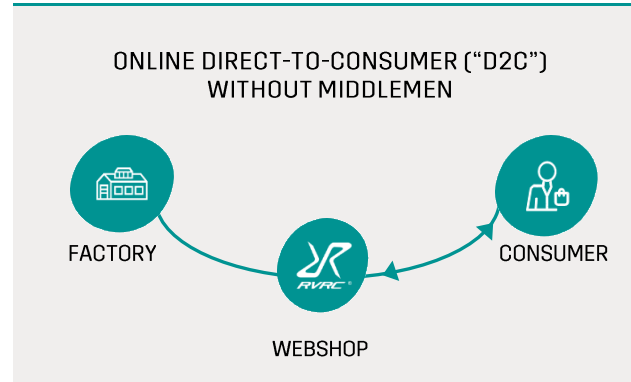 ONLINE DIRECT-TO-CONSUMER (“D2C”)
WITHOUT MIDDLEMEN
FACTORY
CONSUMER
RVRC®
WEBSHOP